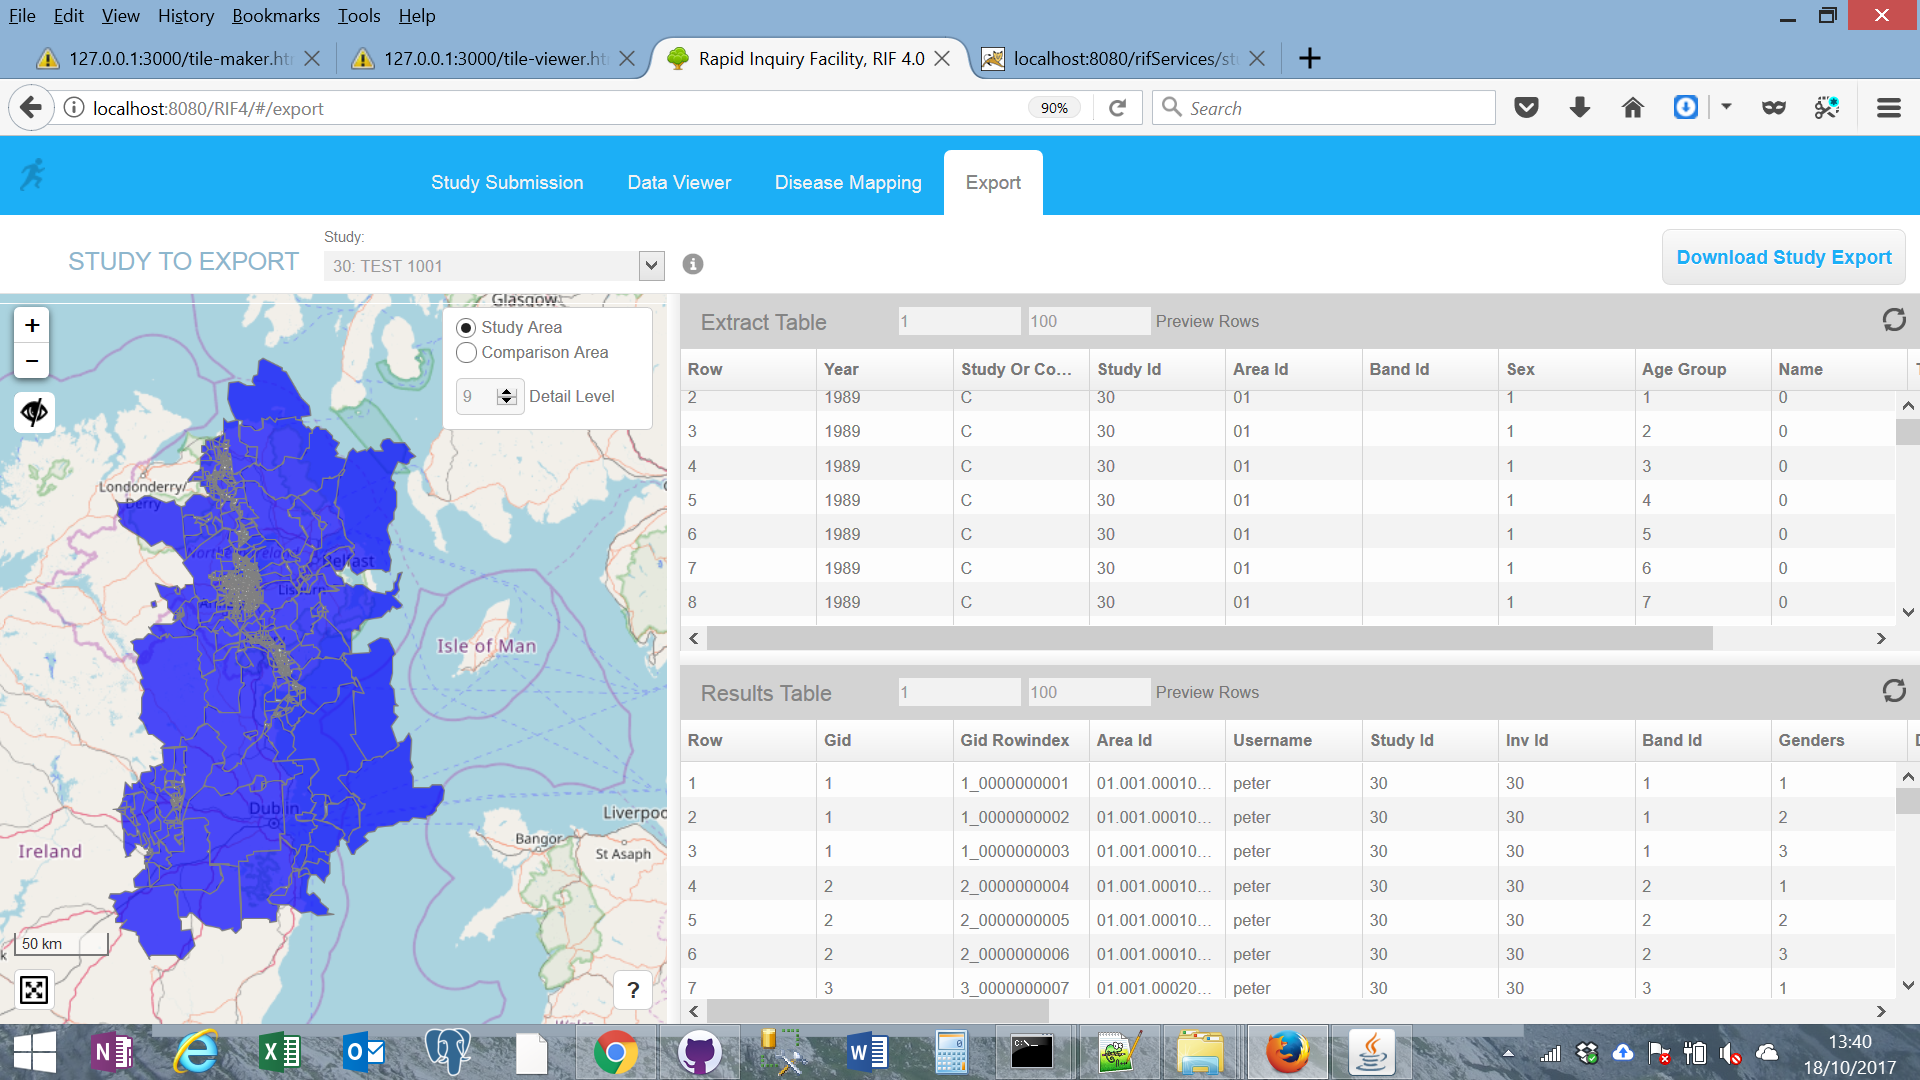 File Edit View History Bookmarks Tools Help
127.0.0.1:3000/tile-maker.ht
127.0.0.1:3000/tile-viewer.ht
Rapid Inquiry Facility, RIF 4.0
localhost:8080/rifServices/st
localhost:8080/RIF4/#/export
90%
Search
Study Submission
Data Viewer
Disease Mapping
Export
STUDY TO EXPORT
Study:
30: TEST 1001
Download Study Export
+
−
Glasgow
Study Area
Comparison Area
9 Detail Level
Londonderry/
Derry
Northern Ireland
Belfast
Isle of Man
Dublin
Liverpoo
Bangor
St Asaph
Ireland
50 km
?
Extract Table 1 100 Preview Rows
Row Year Study Or Co... Study Id Area Id Band Id Sex Age Group Name
2 1989 C 30 01 1 1 0
3 1989 C 30 01 1 2 0
4 1989 C 30 01 1 3 0
5 1989 C 30 01 1 4 0
6 1989 C 30 01 1 5 0
7 1989 C 30 01 1 6 0
8 1989 C 30 01 1 7 0
Results Table 1 100 Preview Rows
Row Gid Gid Rowindex Area Id Username Study Id Inv Id Band Id Genders
1 1 1_0000000001 01.001.00010... peter 30 30 1 1
2 1 1_0000000002 01.001.00010... peter 30 30 1 2
3 1 1_0000000003 01.001.00010... peter 30 30 1 3
4 2 2_0000000004 01.001.00010... peter 30 30 2 1
5 2 2_0000000005 01.001.00010... peter 30 30 2 2
6 2 2_0000000006 01.001.00010... peter 30 30 2 3
7 3 3_0000000007 01.001.00020... peter 30 30 3 1
13:40
18/10/2017